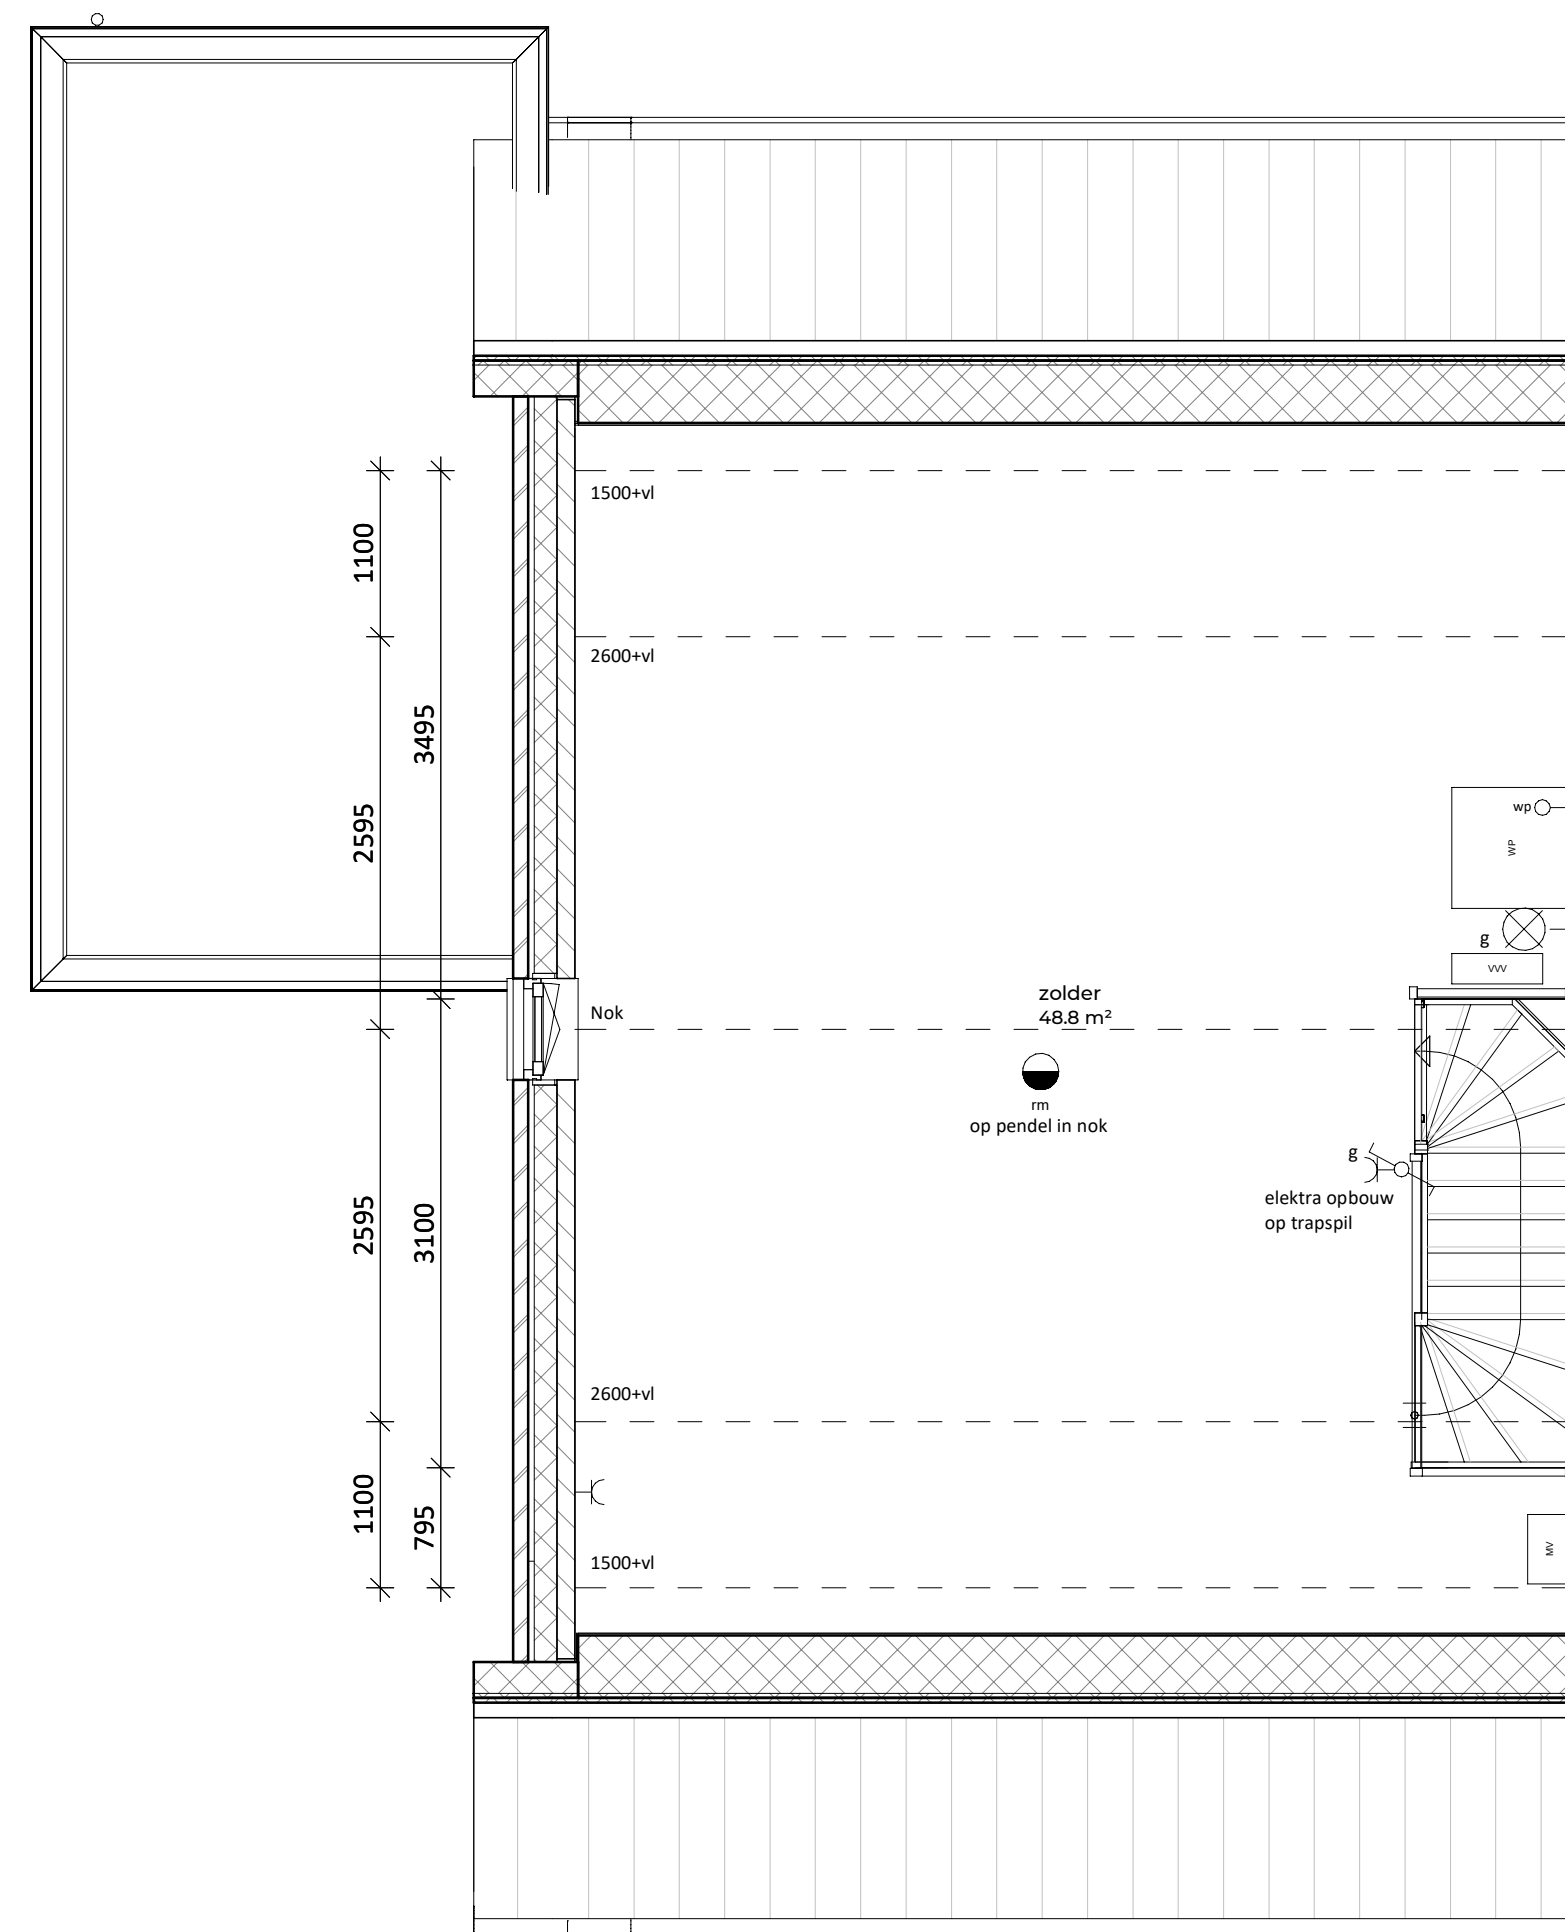 1500+vl
1100
2600+vl
3495
2595
wp
WP
g
VVV
zolder
48.8 m²
Nok
rm
op pendel in nok
g
elektra opbouw
op trapspil
2595
3100
2600+vl
1100
795
1500+vl
MV